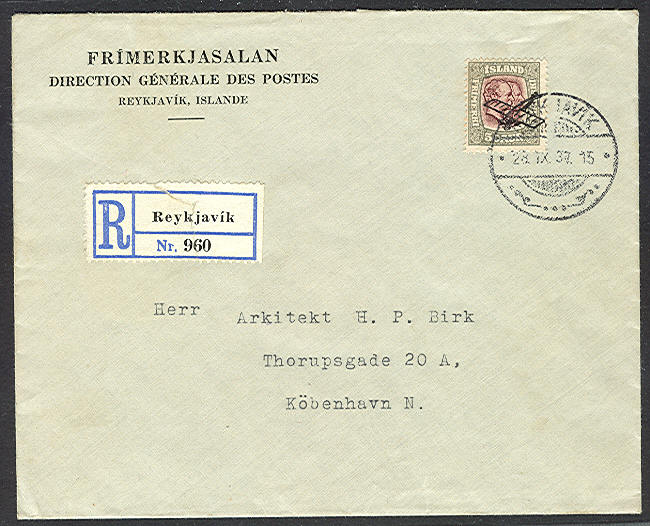 FRÍMERKJASALAN
DIRECTION GÉNÉRALE DES POSTES
REYKJAVÍK, ISLANDE
ISLAND
28. IX. 37. 15
R
Reykjavík
Nr. 960
Herr Arkitekt H. P. Birk
Thorupsgade 20 A,
Köbenhavn N.